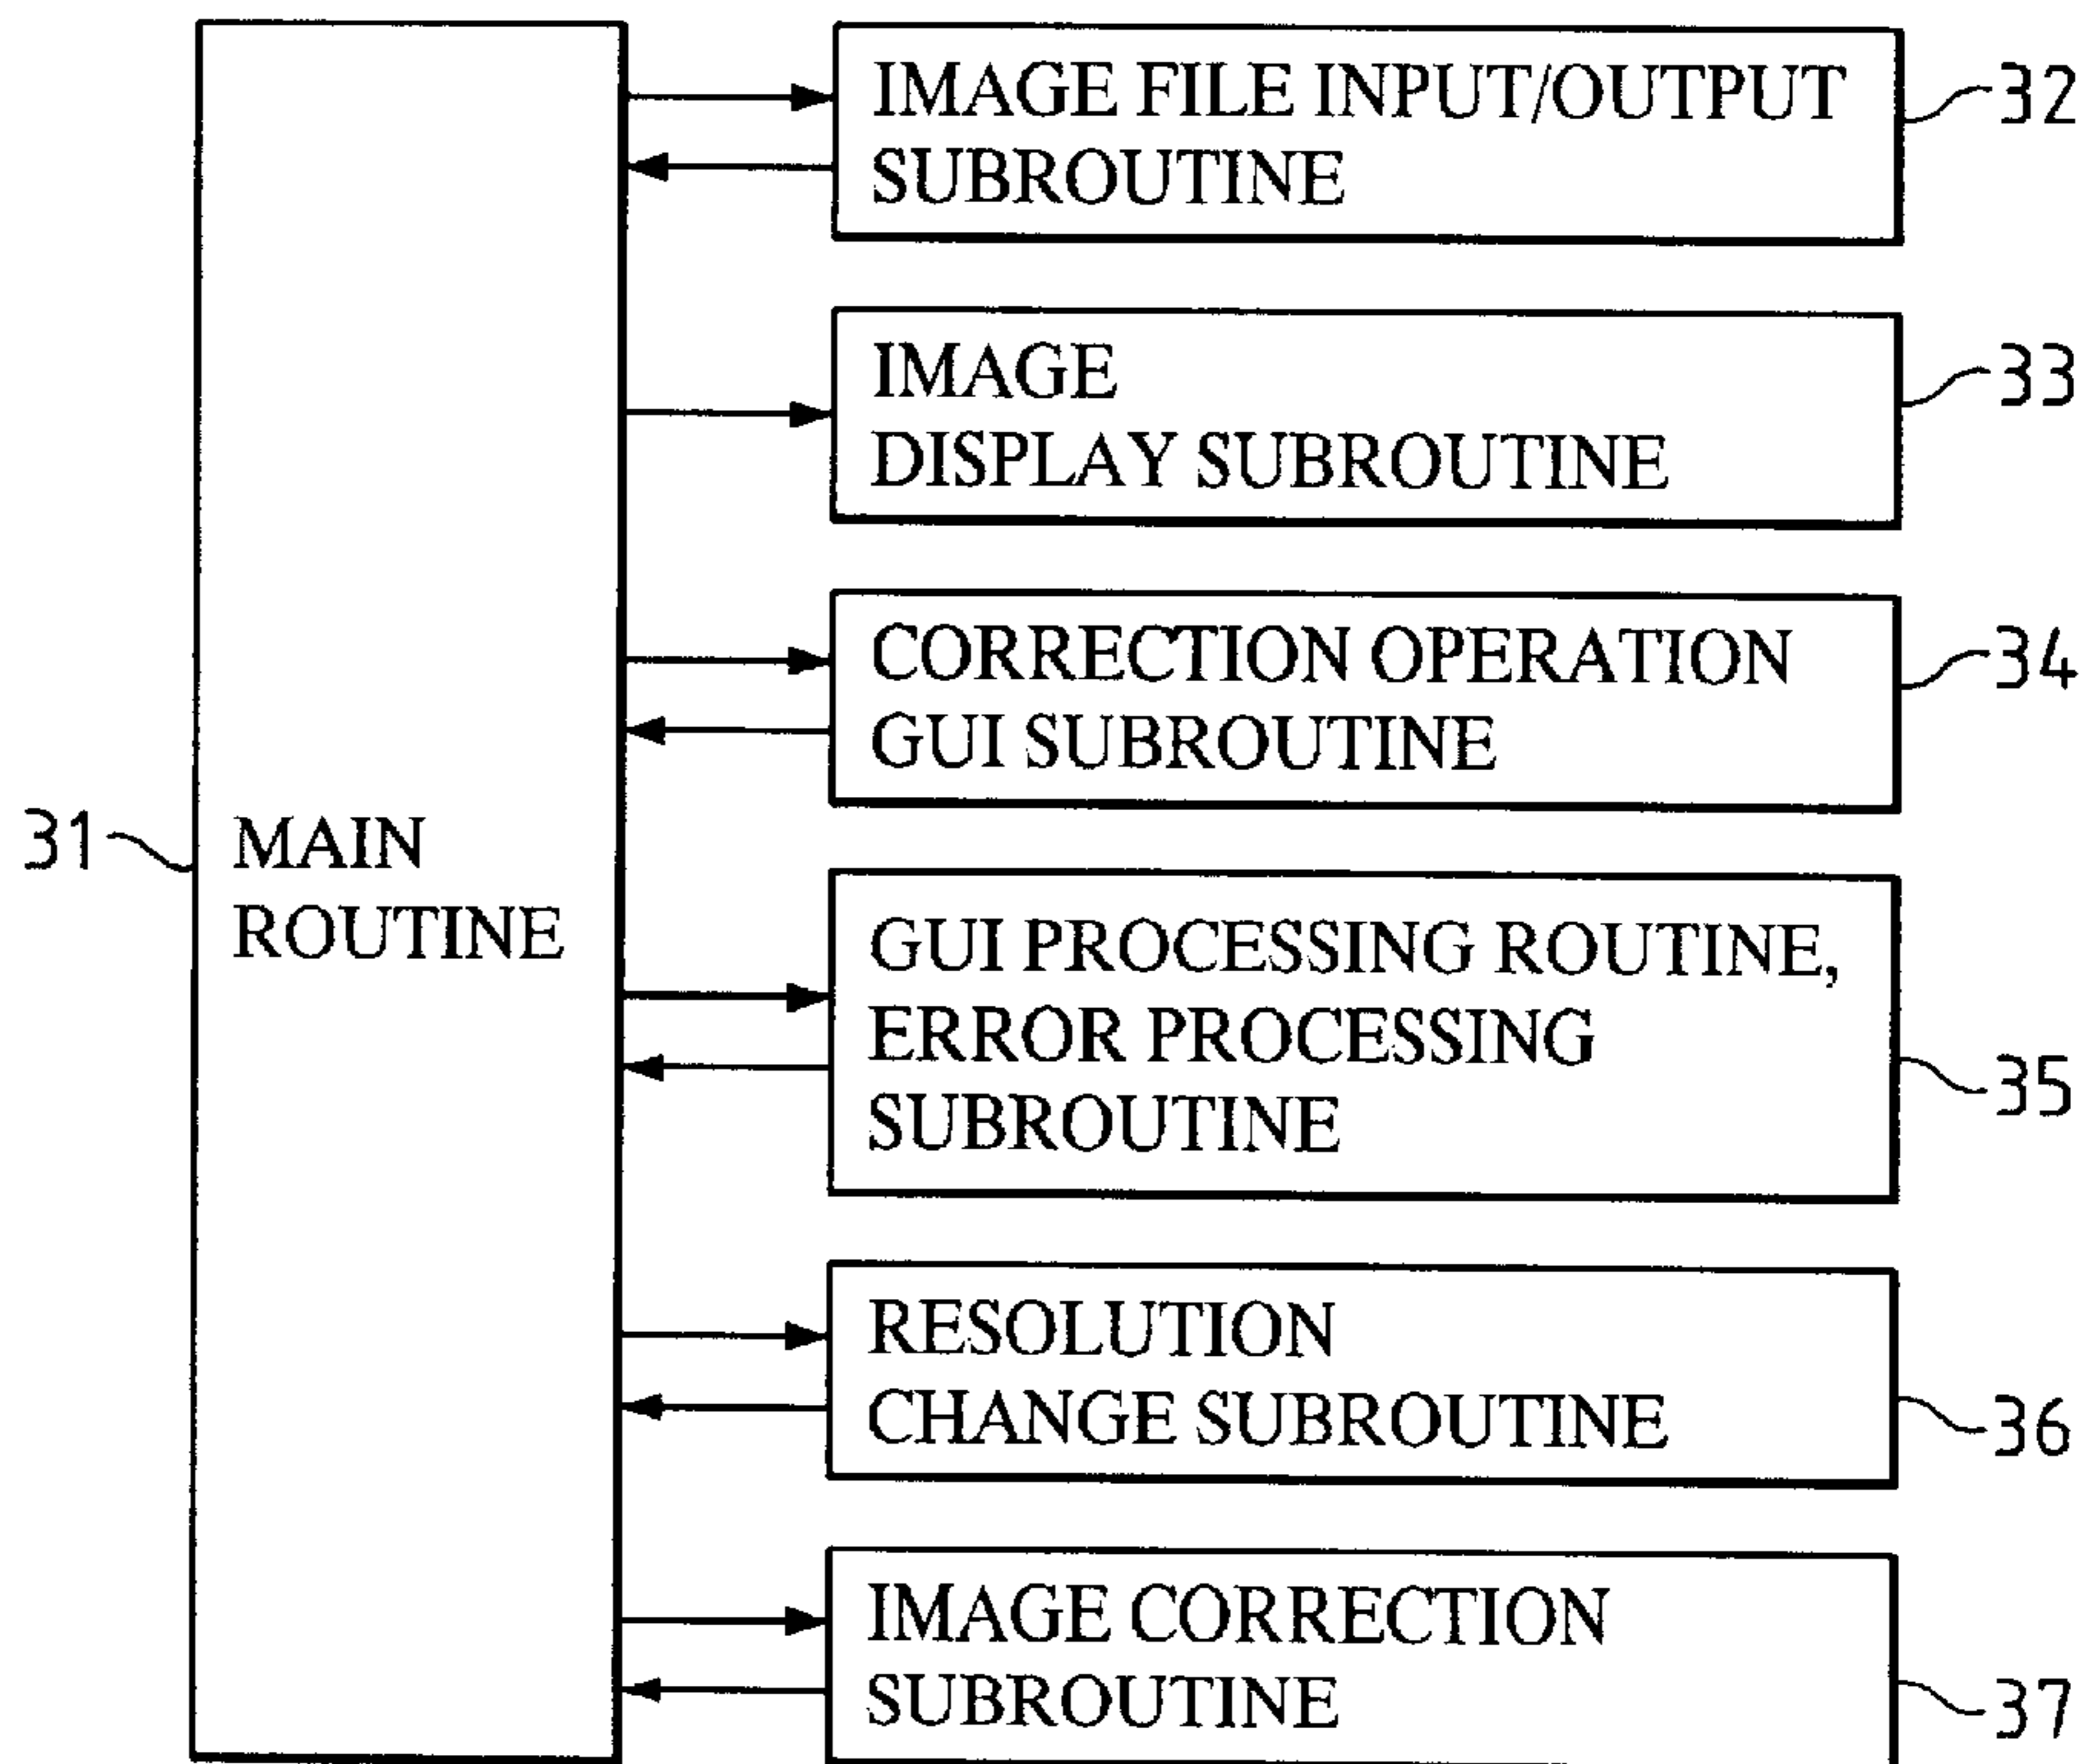 IMAGE FILE INPUT/OUTPUT
SUBROUTINE
32
IMAGE
DISPLAY SUBROUTINE
33
CORRECTION OPERATION
GUI SUBROUTINE
34
31
MAIN
ROUTINE
GUI PROCESSING ROUTINE,
ERROR PROCESSING
SUBROUTINE
35
RESOLUTION
CHANGE SUBROUTINE
36
IMAGE CORRECTION
SUBROUTINE
37